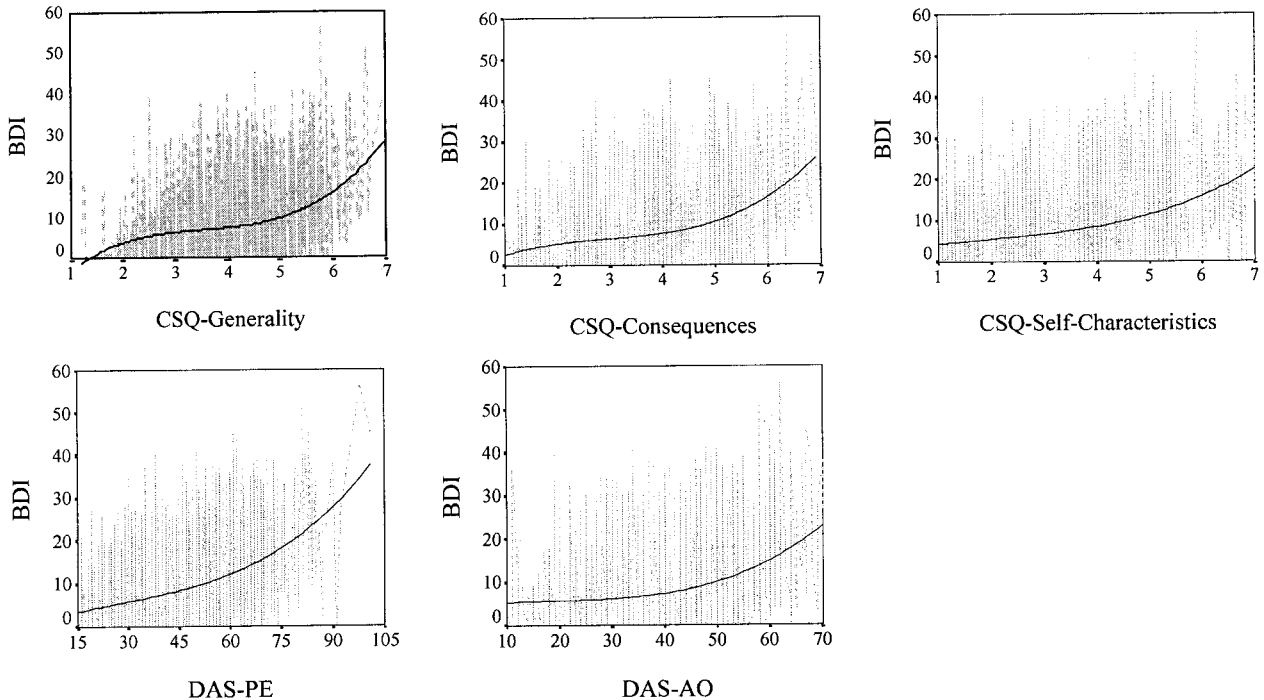 60
50
40
30
20
10
0
BDI
1 2 3 4 5 6 7
CSQ-Generality
60
50
40
30
20
10
0
BDI
1 2 3 4 5 6 7
CSQ-Consequences
60
50
40
30
20
10
0
BDI
1 2 3 4 5 6 7
CSQ-Self-Characteristics
60
50
40
30
20
10
0
BDI
15 30 45 60 75 90 105
DAS-PE
60
50
40
30
20
10
0
BDI
10 20 30 40 50 60 70
DAS-AO